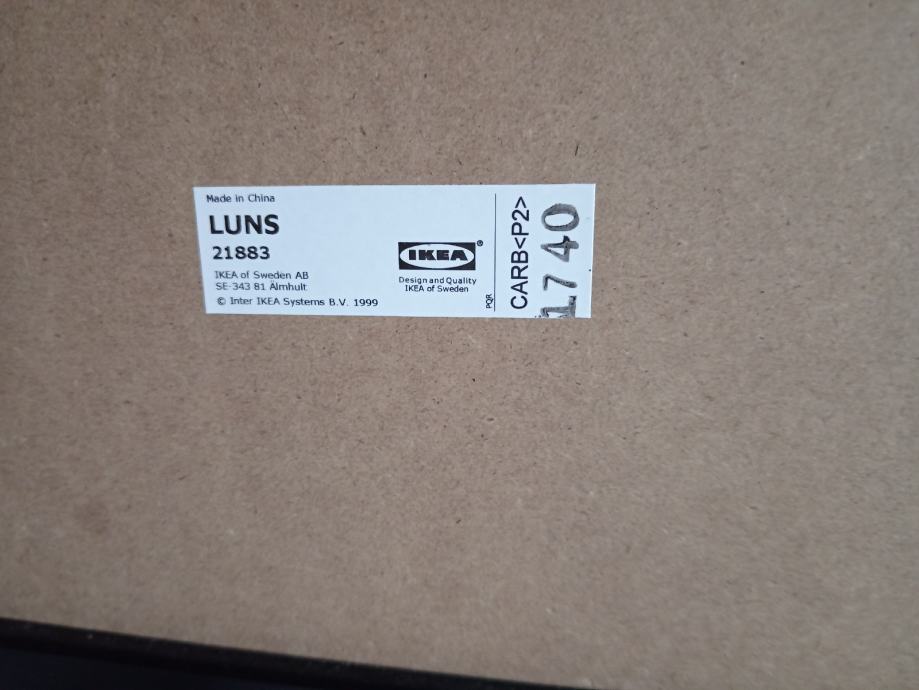 Made in China
LUNS
21883
IKEA of Sweden AB
SE-343 81 Älmhult
© Inter IKEA Systems B.V. 1999
IKEA®
Design and Quality
IKEA of Sweden
PQR
CARB<P2>
1740